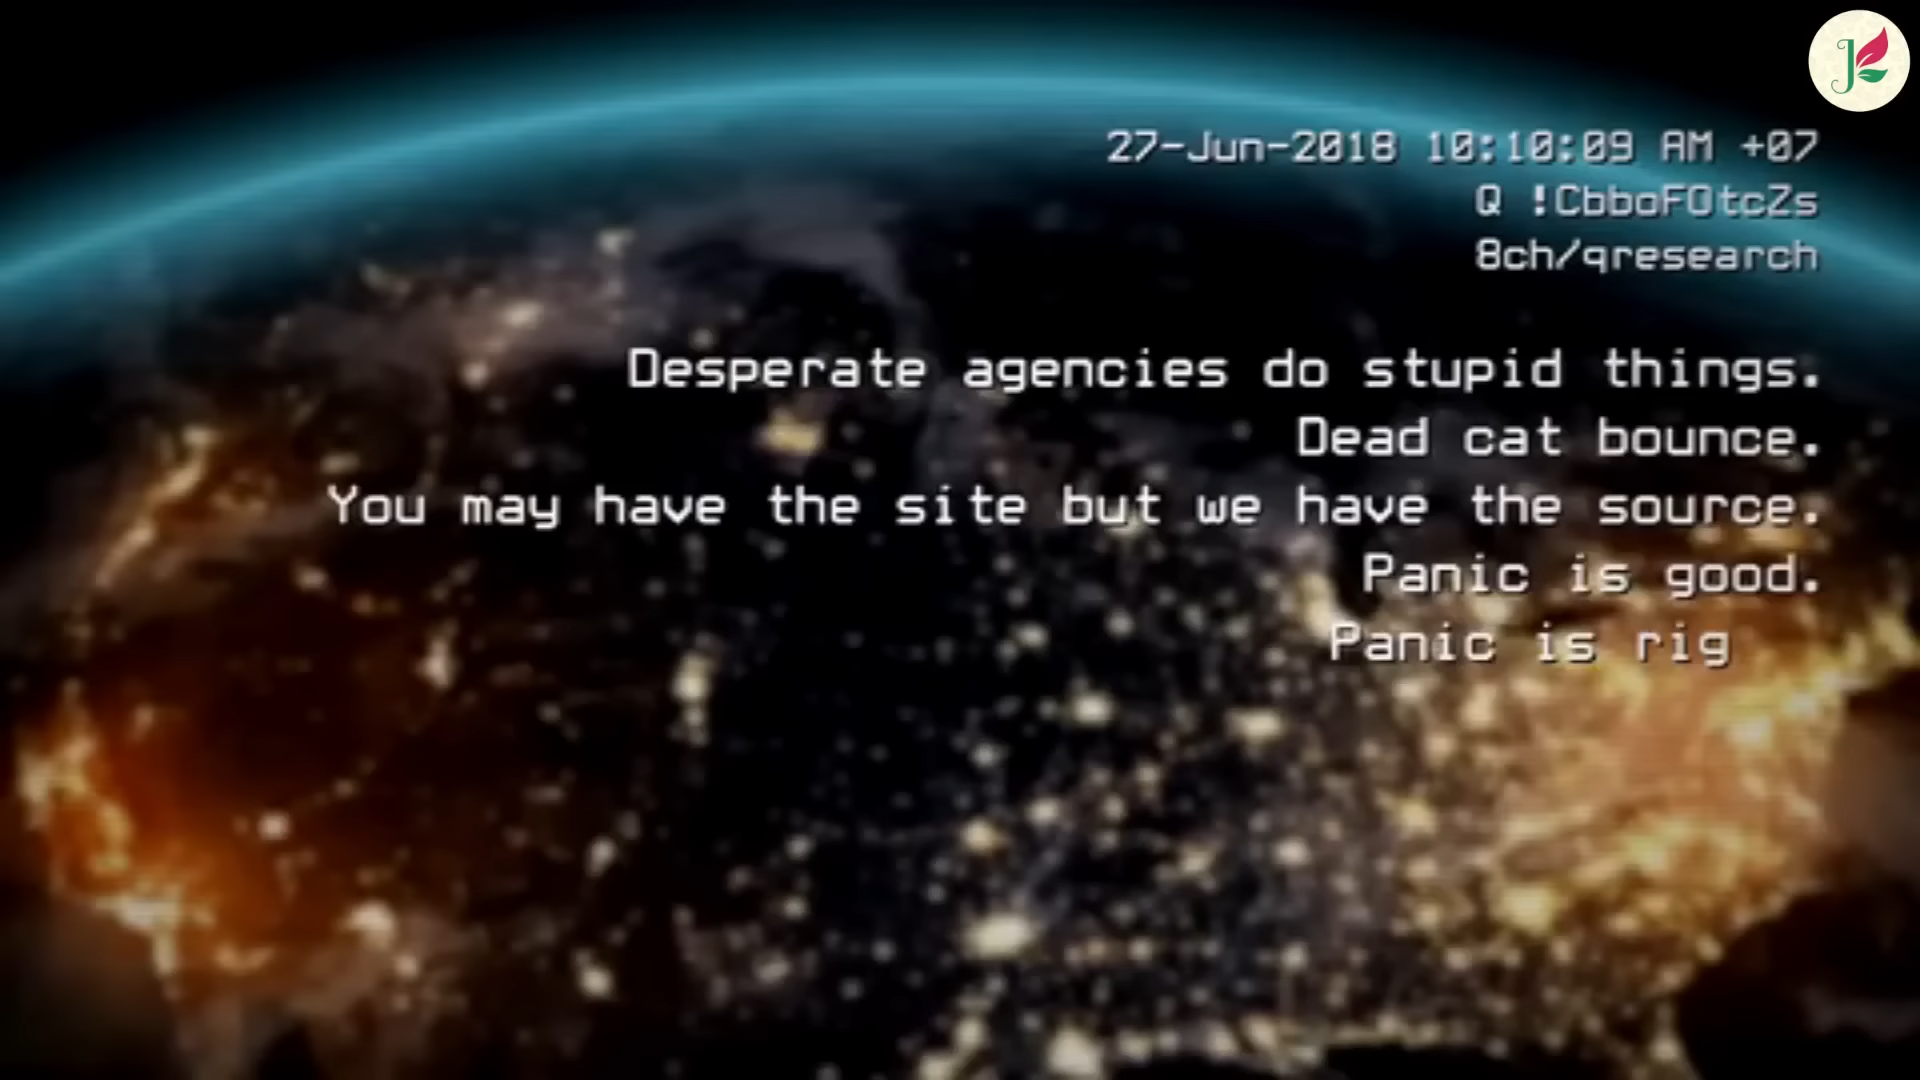 27-Jun-2018 10:10:09 AM +07
Q !CbboFOtcZs
8ch/qresearch
Desperate agencies do stupid things.
Dead cat bounce.
You may have the site but we have the source.
Panic is good.
Panic is rig